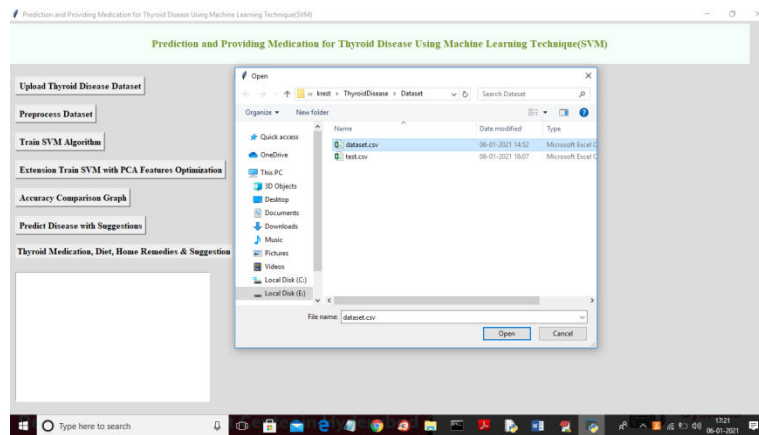 Prediction and Providing Medication for Thyroid Disease Using Machine Learning Technique(SVM)
Prediction and Providing Medication for Thyroid Disease Using Machine Learning Technique(SVM)
Upload Thyroid Disease Dataset
Preprocess Dataset
Train SVM Algorithm
Extension Train SVM with PCA Features Optimization
Accuracy Comparison Graph
Predict Disease with Suggestions
Thyroid Medication, Diet, Home Remedies & Suggestion
Open
« krest › ThyroidDisease › Dataset
Search Dataset
Organize
New folder
Name
Date modified
Type
Quick access
OneDrive
This PC
3D Objects
Desktop
Documents
Downloads
Music
Pictures
Videos
Local Disk (C:)
Local Disk (E:)
dataset.csv
06-01-2021 14:52
Microsoft Excel C
test.csv
06-01-2021 16:07
Microsoft Excel C
File name:
dataset.csv
Open
Cancel
Type here to search
17:21
06-01-2021